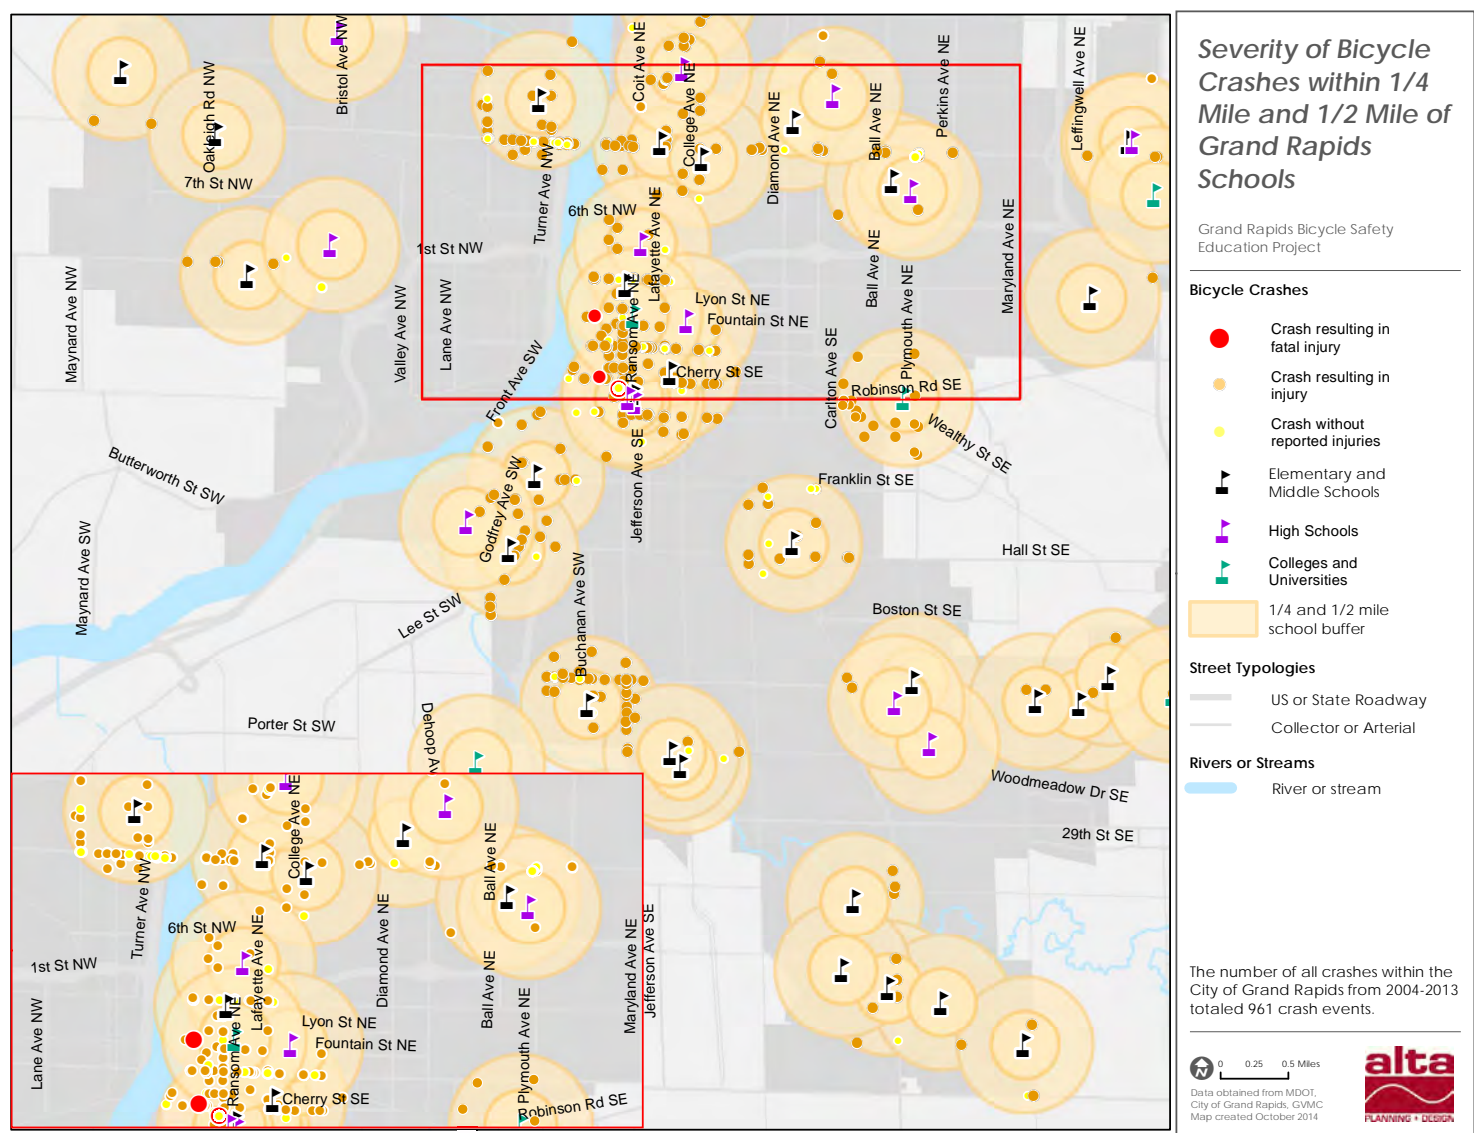 Bristol Ave NW
Oakleigh Rd NW
7th St NW
Coit Ave NE
College Ave NE
Diamond Ave NE
Ball Ave NE
Perkins Ave NE
Leffingwell Ave NE
Turner Ave NW
6th St NW
Lafayette Ave NE
1st St NW
Maynard Ave NW
Valley Ave NW
Lane Ave NW
Ball Ave NE
Plymouth Ave NE
Maryland Ave NE
Lyon St NE
Fountain St NE
Ransom Ave NE
Cherry St SE
Carlton Ave SE
Robinson Rd SE
Front Ave SW
Wealthy St SE
Butterworth St SW
Godfrey Ave SW
Jefferson Ave SE
Franklin St SE
Hall St SE
Maynard Ave SW
Lee St SW
Buchanan Ave SW
Boston St SE
Porter St SW
Dehoop Av
Woodmeadow Dr SE
29th St SE
College Ave NE
Ball Ave NE
Turner Ave NW
6th St NW
Lafayette Ave NE
Diamond Ave NE
Ball Ave NE
Maryland Ave NE
Jefferson Ave SE
1st St NW
Lane Ave NW
Ransom Ave NE
Lyon St NE
Fountain St NE
Plymouth Ave NE
Cherry St SE
Robinson Rd SE
Severity of Bicycle
Crashes within 1/4
Mile and 1/2 Mile of
Grand Rapids
Schools
Grand Rapids Bicycle Safety
Education Project
Bicycle Crashes
Crash resulting in
fatal injury
Crash resulting in
injury
Crash without
reported injuries
Elementary and
Middle Schools
High Schools
Colleges and
Universities
1/4 and 1/2 mile
school buffer
Street Typologies
US or State Roadway
Collector or Arterial
Rivers or Streams
River or stream
The number of all crashes within the
City of Grand Rapids from 2004-2013
totaled 961 crash events.
0 0.25 0.5 Miles
Data obtained from MDOT,
City of Grand Rapids, GVMC
Map created October 2014
alta
PLANNING + DESIGN